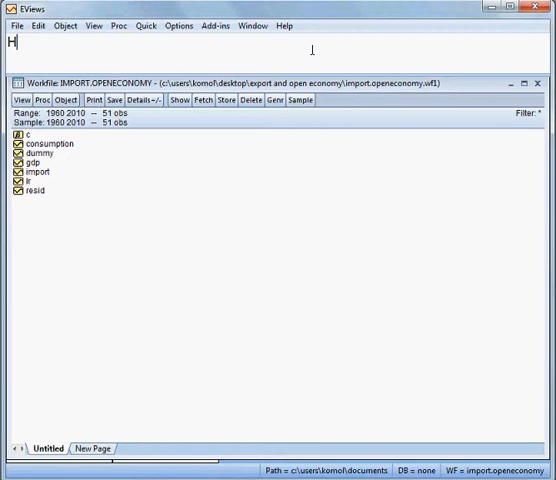 EViews
File Edit Object View Proc Quick Options Add-ins Window Help
H
Workfile: IMPORT.OPENECONOMY - (c:\users\komol\desktop\export and open economy\import.openeconomy.wf1)
View Proc Object Print Save Details+/- Show Fetch Store Delete Genr Sample
Range: 1960 2010 -- 51 obs Filter: *
Sample: 1960 2010 -- 51 obs
c
consumption
dummy
gdp
import
lr
resid
Untitled New Page
Path = c:\users\komol\documents DB = none WF = import.openeconomy